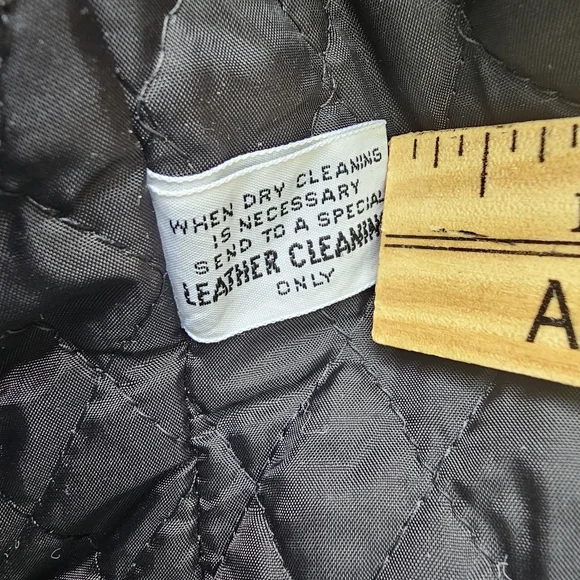 WHEN DRY CLEANING
IS NECESSARY
SEND TO A SPECIAL
LEATHER CLEANING
ONLY
A